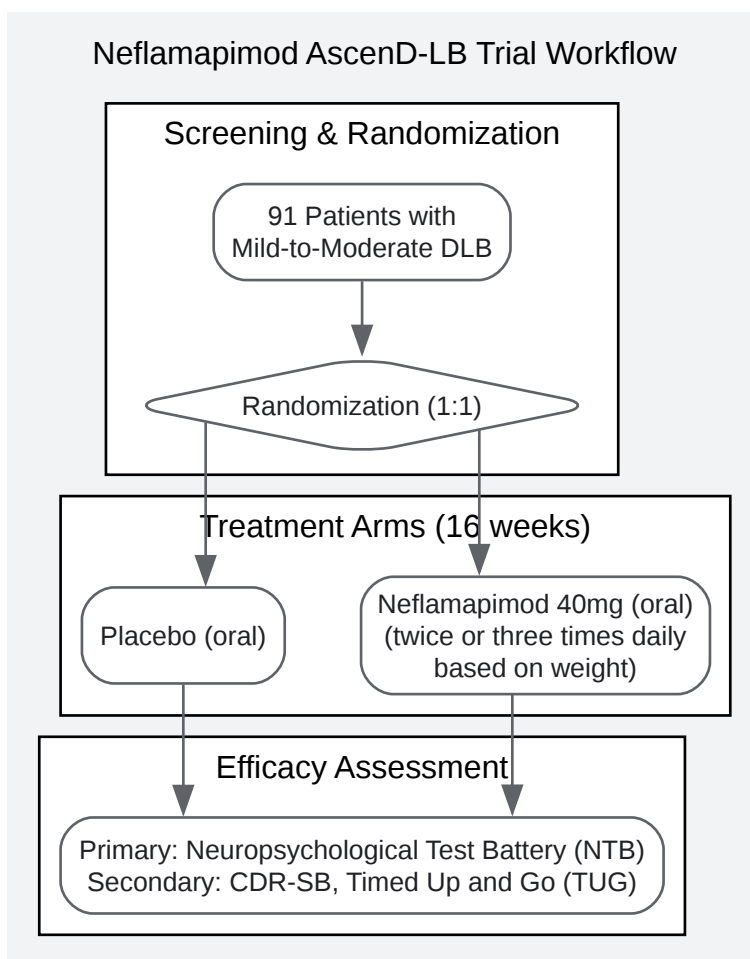 Neflamapimod AscenD-LB Trial Workflow
Screening & Randomization
91 Patients with
Mild-to-Moderate DLB
Randomization (1:1)
Treatment Arms (16 weeks)
Placebo (oral)
Neflamapimod 40mg (oral)
(twice or three times daily
based on weight)
Efficacy Assessment
Primary: Neuropsychological Test Battery (NTB)
Secondary: CDR-SB, Timed Up and Go (TUG)